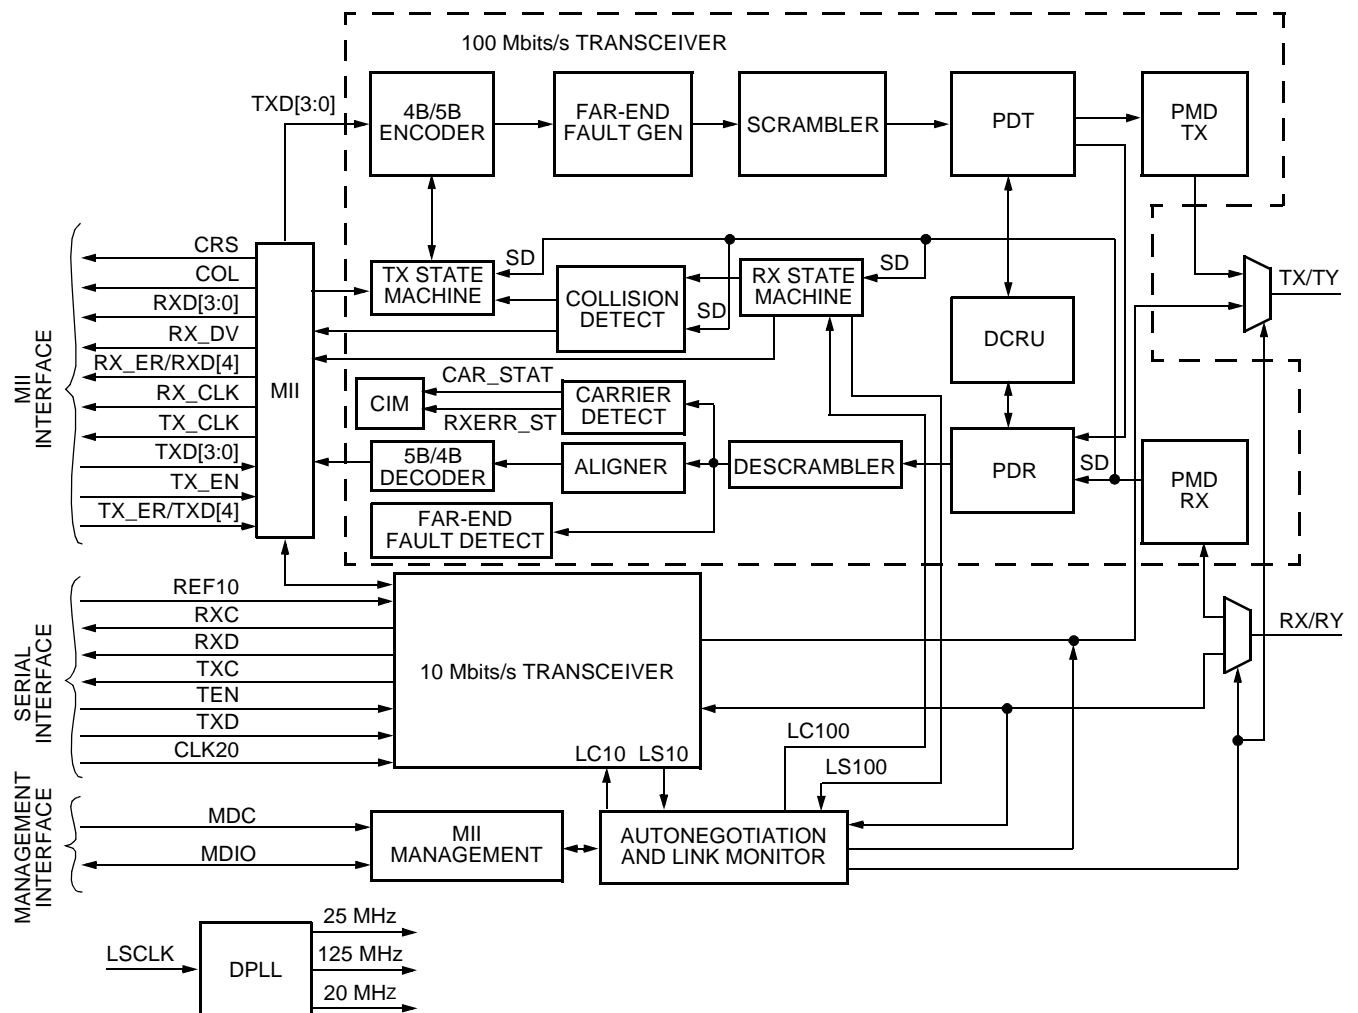 100 Mbits/s TRANSCEIVER
TXD[3:0]
4B/5B
ENCODER
FAR-END
FAULT GEN
SCRAMBLER
PDT
PMD
TX
MII
INTERFACE
CRS
COL
RXD[3:0]
RX_DV
RX_ER/RXD[4]
RX_CLK
TX_CLK
TXD[3:0]
TX_EN
TX_ER/TXD[4]
MII
TX STATE
MACHINE
SD
COLLISION
DETECT
SD
RX STATE
MACHINE
SD
DCRU
TX/TY
CIM
CAR_STAT
RXERR_ST
CARRIER
DETECT
5B/4B
DECODER
ALIGNER
DESCRAMBLER
PDR
SD
PMD
RX
FAR-END
FAULT DETECT
SERIAL
INTERFACE
REF10
RXC
RXD
TXC
TEN
TXD
CLK20
10 Mbits/s TRANSCEIVER
LC10 LS10
RX/RY
LC100
LS100
MANAGEMENT
INTERFACE
MDC
MDIO
MII
MANAGEMENT
AUTONEGOTIATION
AND LINK MONITOR
LSCLK
DPLL
25 MHz
125 MHz
20 MHz